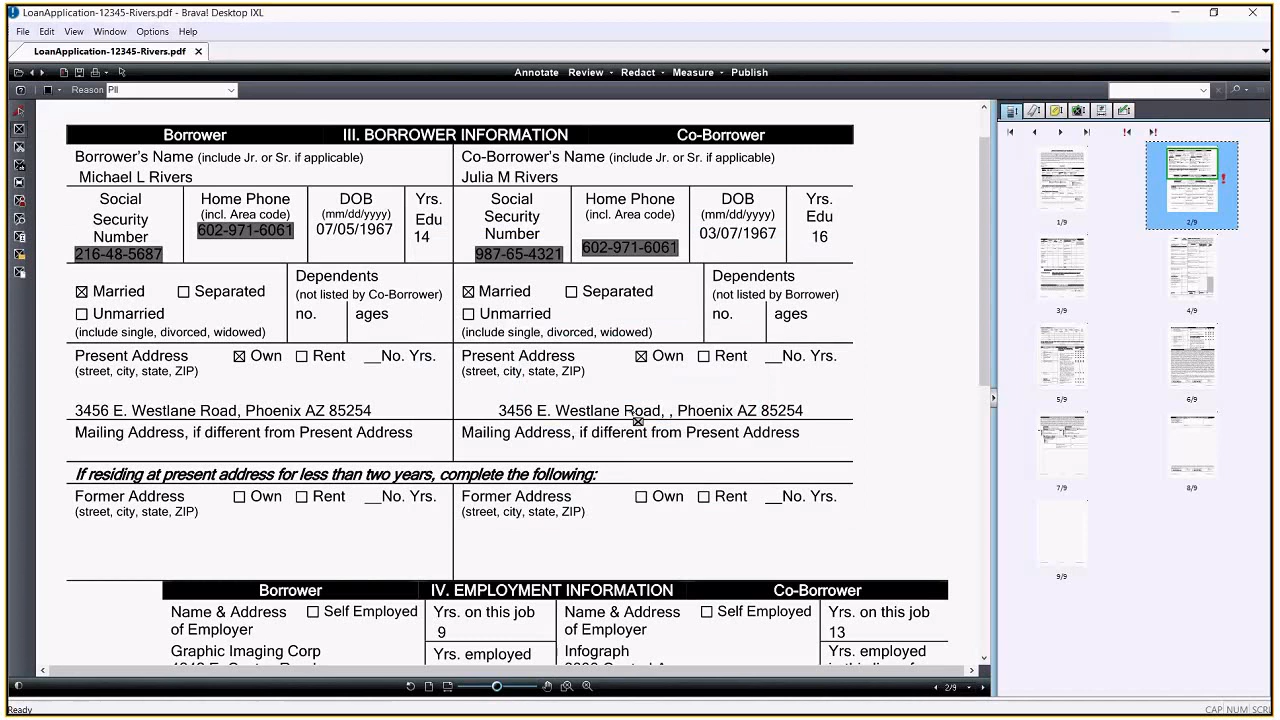 LoanApplication-12345-Rivers.pdf - Brava! Desktop IXL
File Edit View Window Options Help
LoanApplication-12345-Rivers.pdf
Annotate Review Redact Measure Publish
Reason PII
Borrower III. BORROWER INFORMATION Co-Borrower
Borrower's Name (include Jr. or Sr. if applicable) Co-Borrower's Name (include Jr. or Sr. if applicable)
Michael L Rivers Julia M Rivers
Social Home Phone DOB Yrs. Social Home Phone DOB Yrs.
Security (incl. Area code) (mm/dd/yyyy) Edu Security (incl. Area code) (mm/dd/yyyy) Edu
Number 602-971-6061 07/05/1967 14 Number 602-971-6061 03/07/1967 16
216-48-5687
Dependents Dependents
Married Separated (not listed by Co-Borrower) Married Separated (not listed by Borrower)
Unmarried no. ages Unmarried no. ages
(include single, divorced, widowed) (include single, divorced, widowed)
Present Address Own Rent __No. Yrs. Present Address Own Rent __No. Yrs.
(street, city, state, ZIP) (street, city, state, ZIP)
3456 E. Westlane Road, Phoenix AZ 85254 3456 E. Westlane Road, , Phoenix AZ 85254
Mailing Address, if different from Present Address Mailing Address, if different from Present Address
If residing at present address for less than two years, complete the following:
Former Address Own Rent __No. Yrs. Former Address Own Rent __No. Yrs.
(street, city, state, ZIP) (street, city, state, ZIP)
Borrower IV. EMPLOYMENT INFORMATION Co-Borrower
Name & Address Self Employed Yrs. on this job Name & Address Self Employed Yrs. on this job
of Employer 9 of Employer 13
Graphic Imaging Corp Yrs. employed Infograph Yrs. employed
1/9 2/9
3/9 4/9
5/9 6/9
7/9 8/9
9/9
2/9
Ready CAP NUM SCRL